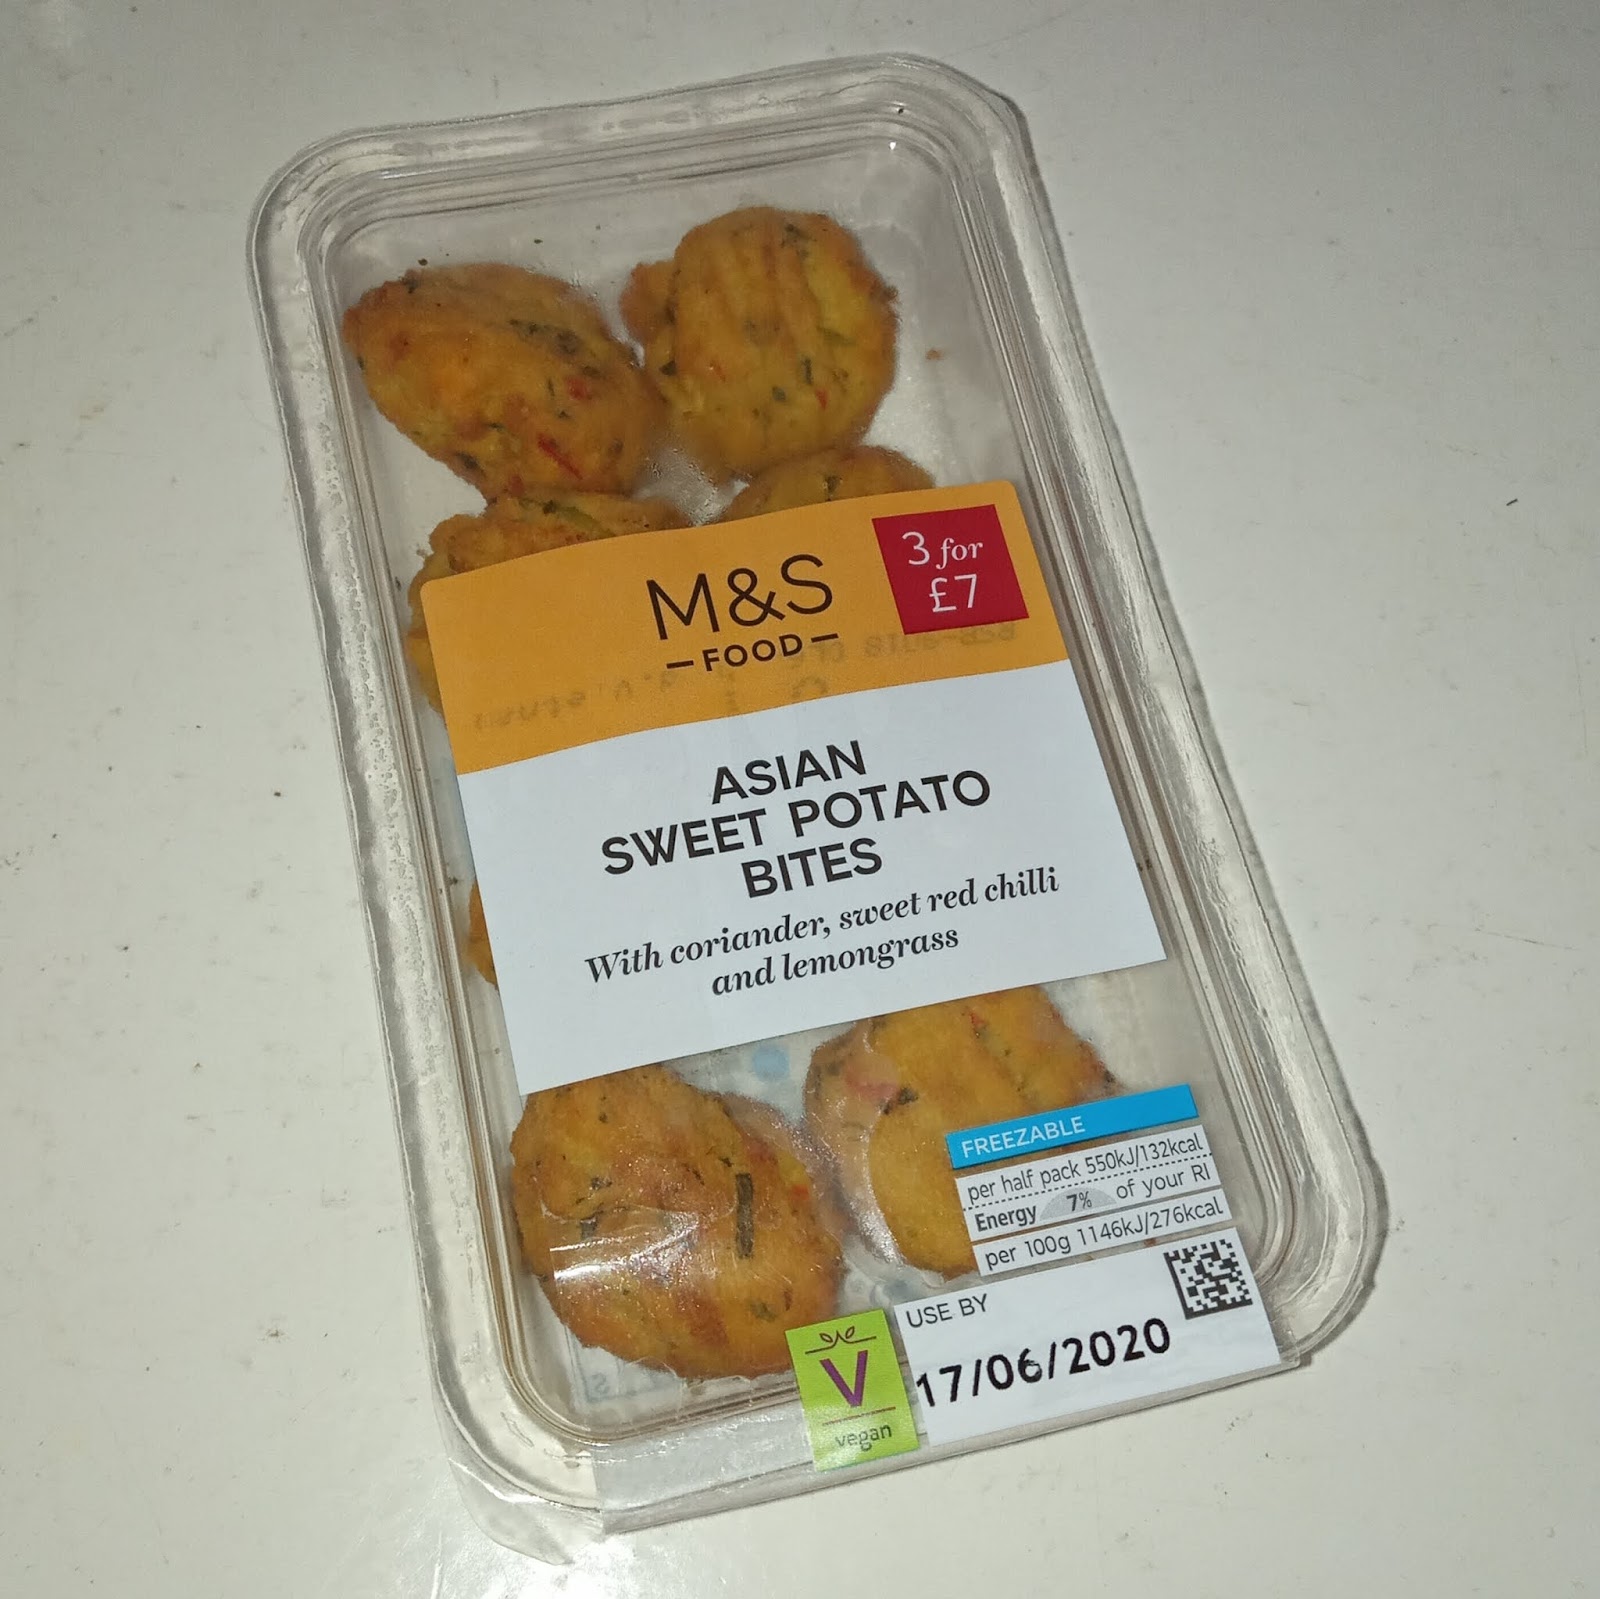 M&S
FOOD
3 for
£7
ASIAN
SWEET POTATO
BITES
With coriander, sweet red chilli
and lemongrass
FREEZABLE
per half pack 550kJ/132kcal
Energy 7% of your RI
per 100g 1146kJ/276kcal
USE BY
17/06/2020
V
vegan